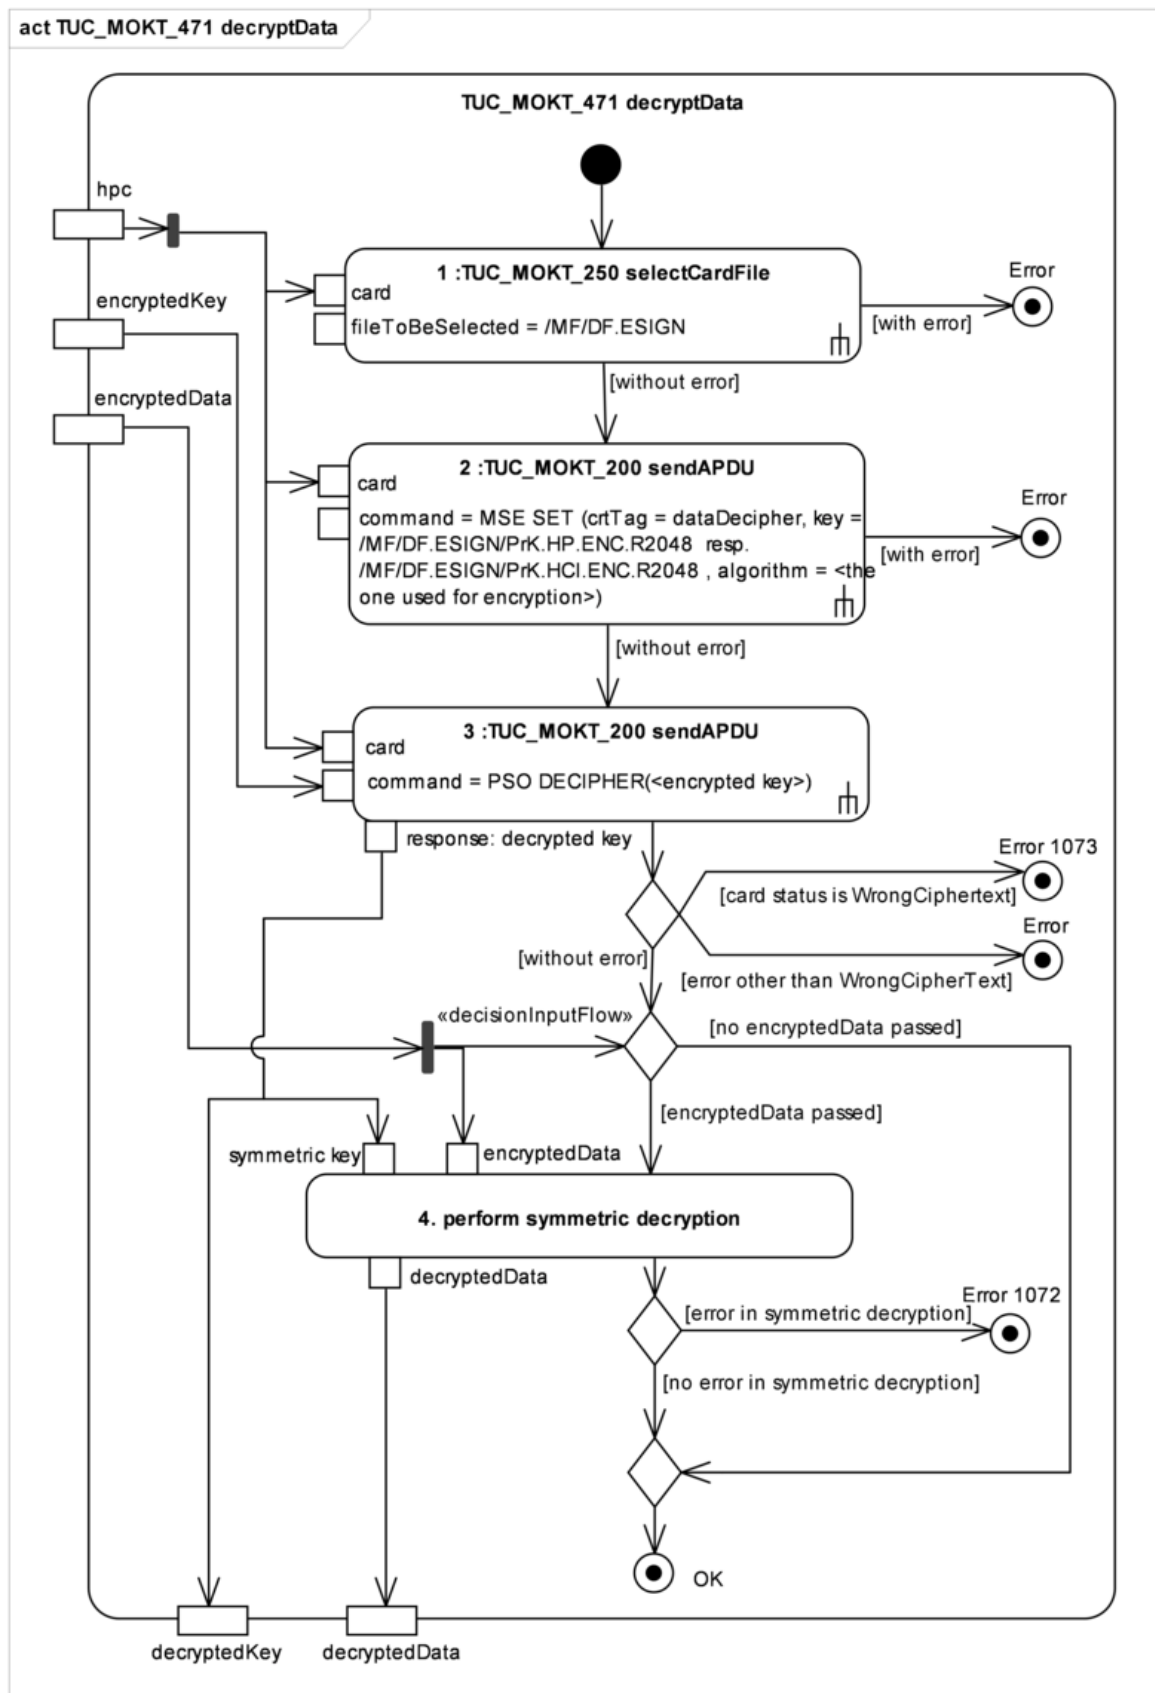 act TUC_MOKT_471 decryptData
TUC_MOKT_471 decryptData
hpc
1 :TUC_MOKT_250 selectCardFile
card
fileToBeSelected = /MF/DF.ESIGN
Error
[with error]
encryptedKey
[without error]
encryptedData
2 :TUC_MOKT_200 sendAPDU
card
command = MSE SET (crtTag = dataDecipher, key =
/MF/DF.ESIGN/PrK.HP.ENC.R2048 resp.
/MF/DF.ESIGN/PrK.HCI.ENC.R2048 , algorithm = <the
one used for encryption>)
Error
[with error]
[without error]
3 :TUC_MOKT_200 sendAPDU
card
command = PSO DECIPHER(<encrypted key>)
response: decrypted key
Error 1073
[card status is WrongCiphertext]
Error
[without error]
[error other than WrongCipherText]
«decisionInputFlow»
[no encryptedData passed]
[encryptedData passed]
symmetric key
encryptedData
4. perform symmetric decryption
decryptedData
Error 1072
[error in symmetric decryption]
[no error in symmetric decryption]
OK
decryptedKey
decryptedData